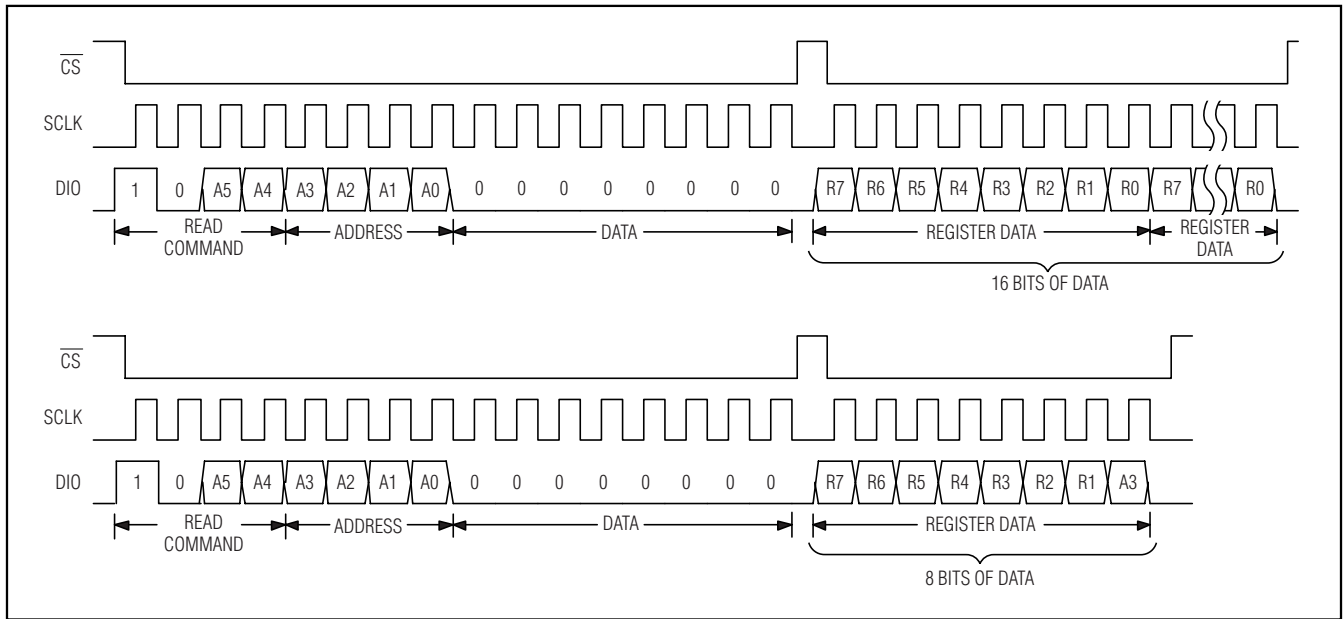 CS
SCLK
DIO 1 0 A5 A4 A3 A2 A1 A0 0 0 0 0 0 0 0 0 R7 R6 R5 R4 R3 R2 R1 R0 R7 R0
READ COMMAND ADDRESS DATA REGISTER DATA REGISTER DATA
16 BITS OF DATA
CS
SCLK
DIO 1 0 A5 A4 A3 A2 A1 A0 0 0 0 0 0 0 0 0 R7 R6 R5 R4 R3 R2 R1 A3
READ COMMAND ADDRESS DATA REGISTER DATA
8 BITS OF DATA